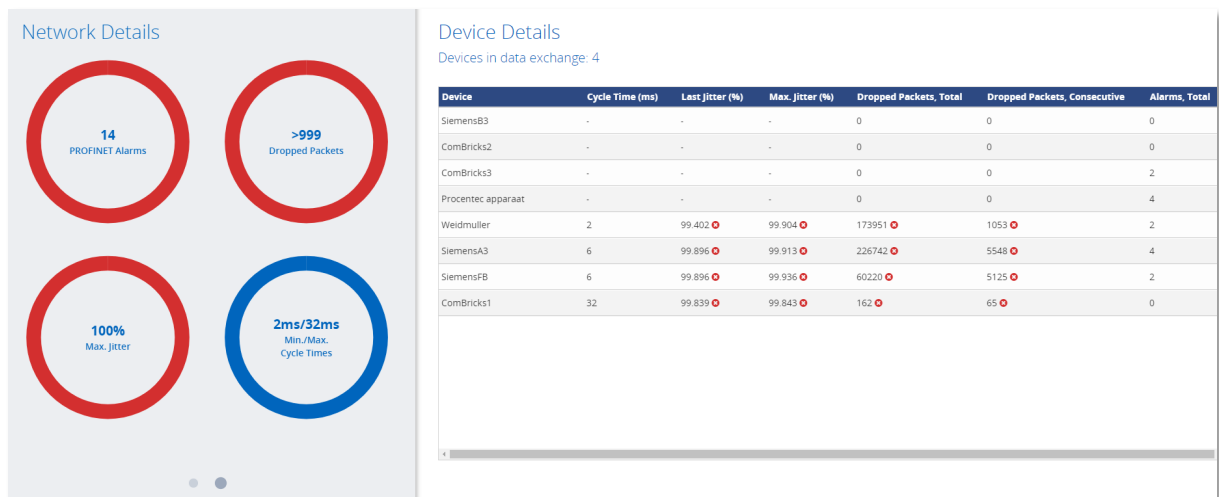 Network Details
14
PROFINET Alarms
>999
Dropped Packets
100%
Max. Jitter
2ms/32ms
Min./Max.
Cycle Times
Device Details
Devices in data exchange: 4
Device Cycle Time (ms) Last Jitter (%) Max. Jitter (%) Dropped Packets, Total Dropped Packets, Consecutive Alarms, Total
SiemensB3 - - - 0 0 0
ComBricks2 - - - 0 0 0
ComBricks3 - - - 0 0 2
Procentec apparaat - - - 0 0 4
Weidmuller 2 99.402 99.904 173951 1053 2
SiemensA3 6 99.896 99.913 226742 5548 4
SiemensFB 6 99.896 99.936 60220 5125 2
ComBricks1 32 99.839 99.843 162 65 0